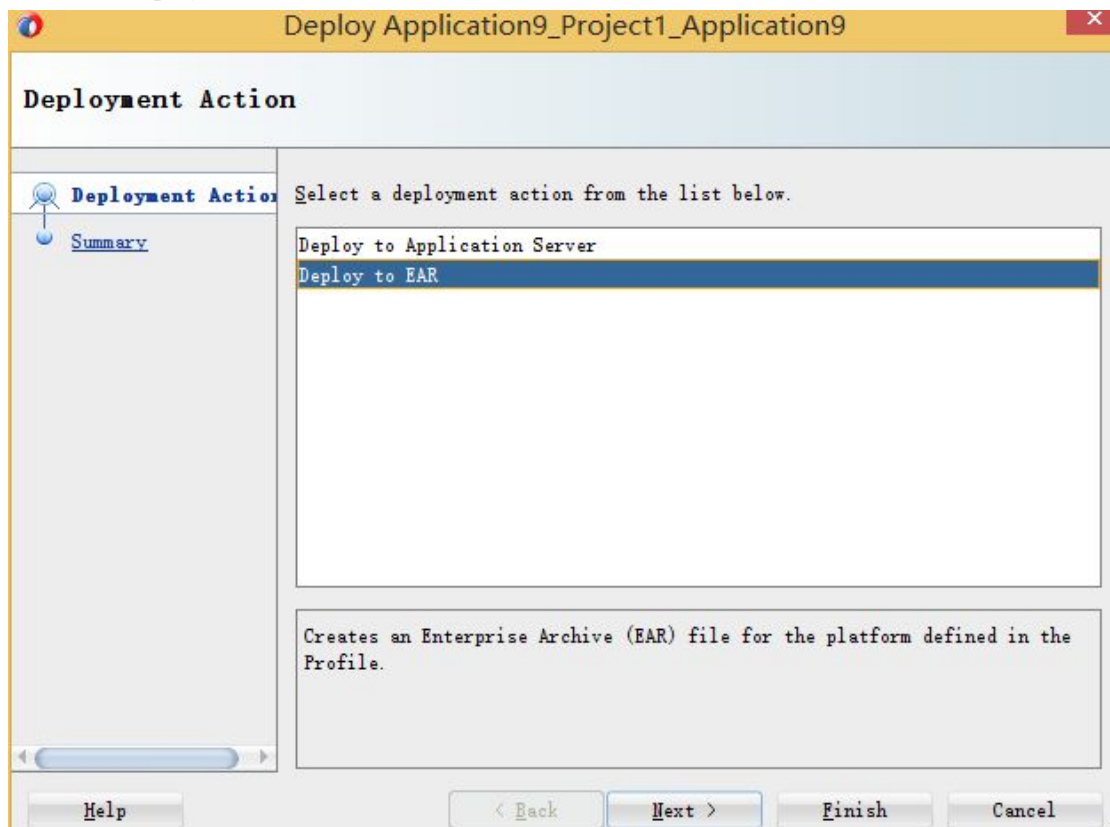 Deploy Application9_Project1_Application9
Deployment Action
Deployment Action
Summary
Select a deployment action from the list below.
Deploy to Application Server
Deploy to EAR
Creates an Enterprise Archive (EAR) file for the platform defined in the
Profile.
Help
< Back
Next >
Finish
Cancel